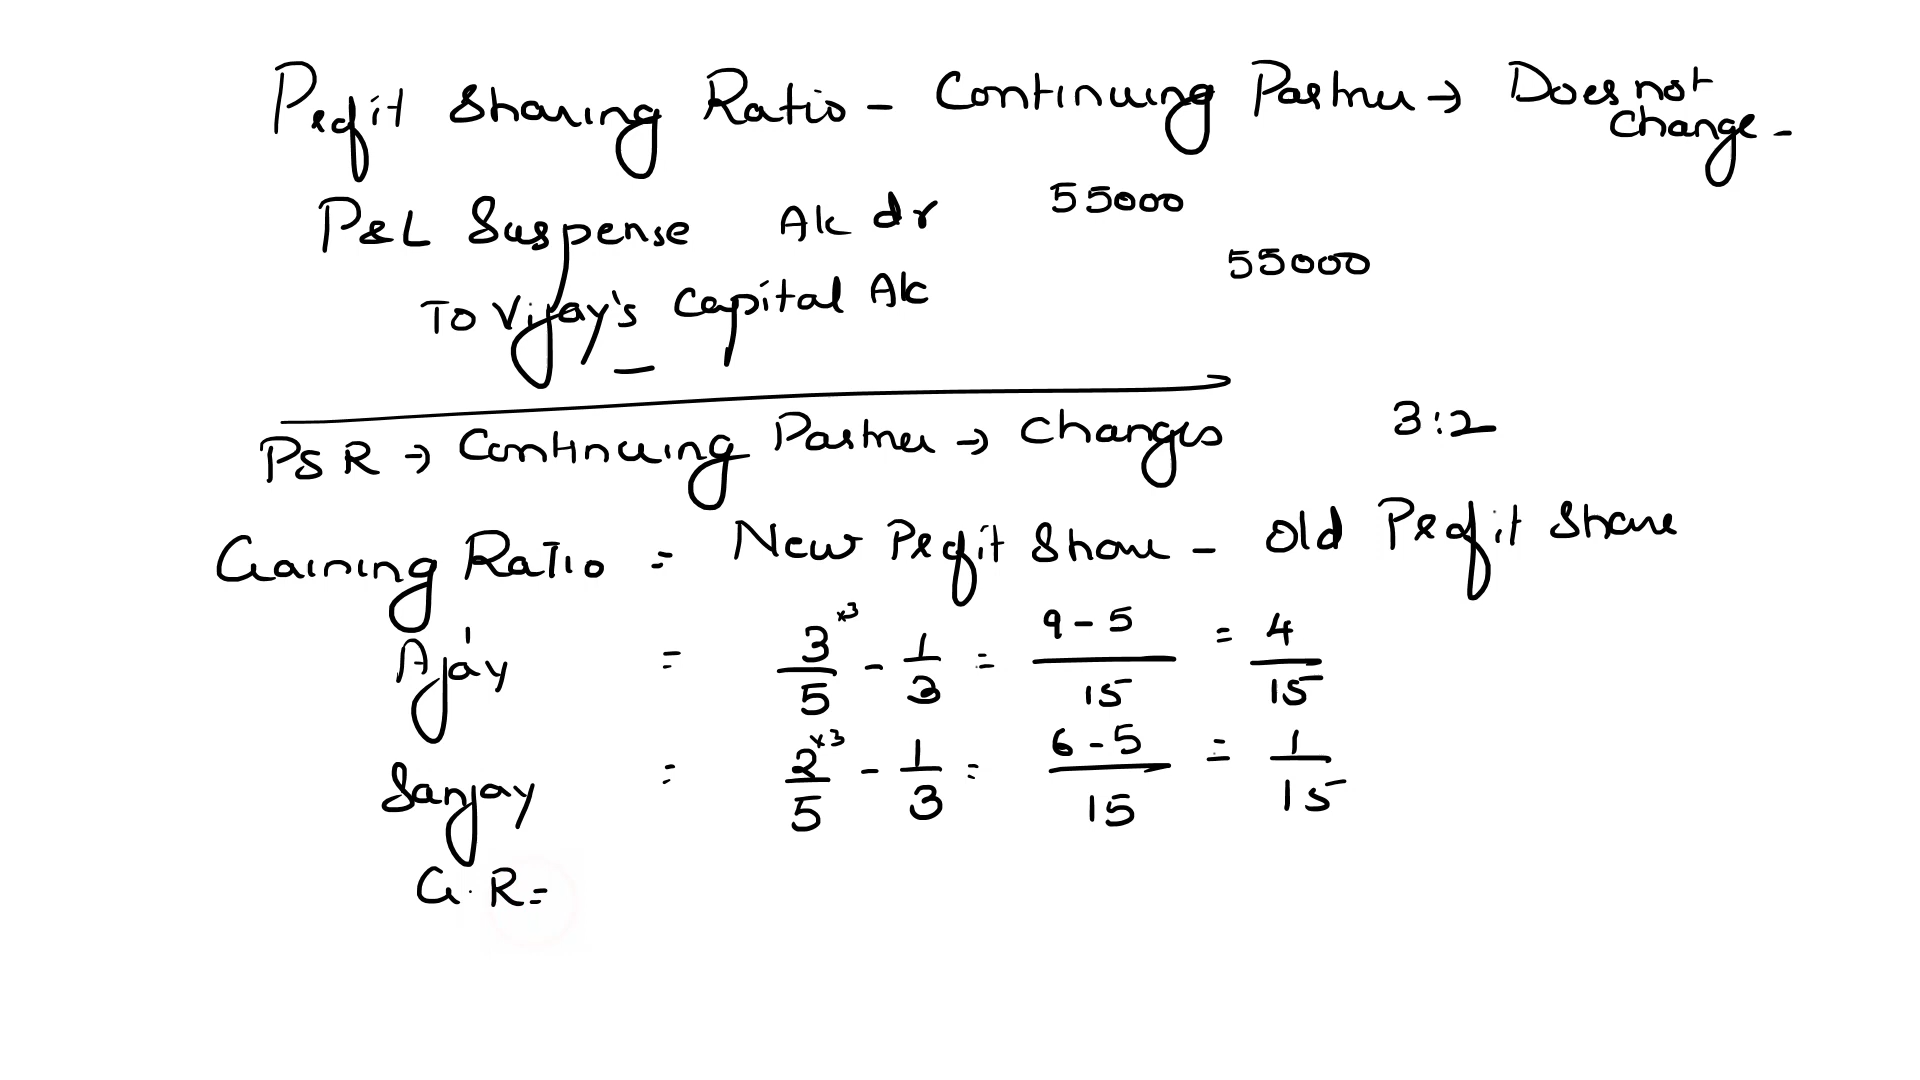 Profit Sharing Ratio - Continuing Partner → Does not change -
P&L Suspense A/c dr 55000
To Vijay's Capital A/c 55000
PSR → Continuing Partner → Changes 3:2
Gaining Ratio = New Profit Share - Old Profit Share
Ajay = 3/5 ×3 - 1/3 = 9-5/15 = 4/15
Sanjay = 2/5 ×3 - 1/3 = 6-5/15 = 1/15
G.R=